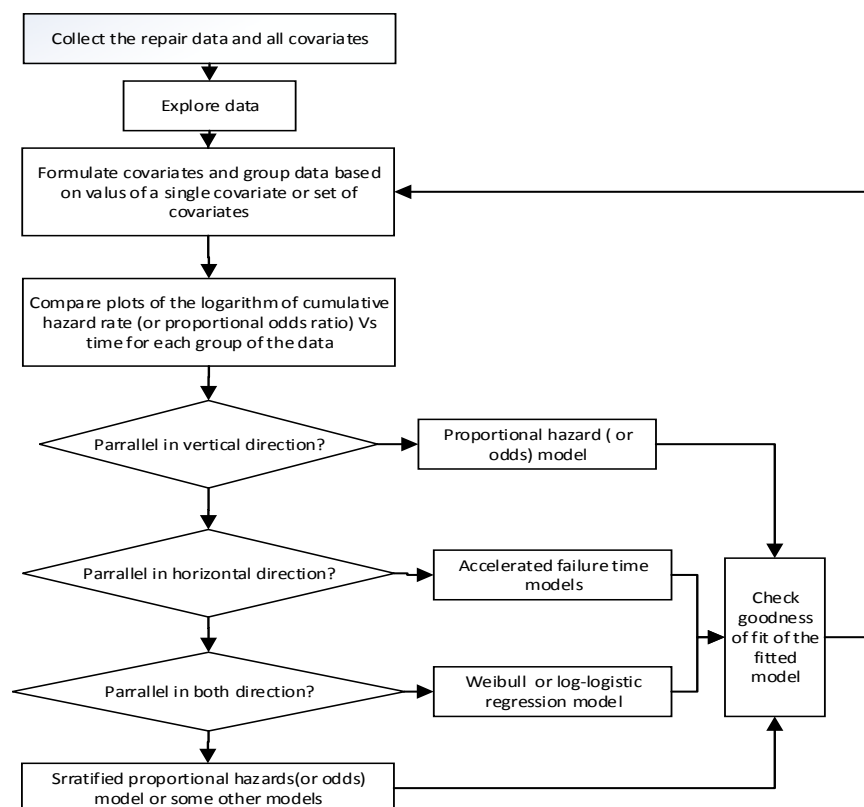 Collect the repair data and all covariates
Explore data
Formulate covariates and group data based
on valus of a single covariate or set of
covariates
Compare plots of the logarithm of cumulative
hazard rate (or proportional odds ratio) Vs
time for each group of the data
Parrallel in vertical direction?
Proportional hazard ( or
odds) model
Parrallel in horizontal direction?
Accelerated failure time
models
Check
goodness
of fit of the
fitted
model
Parrallel in both direction?
Weibull or log-logistic
regression model
Srratified proportional hazards(or odds)
model or some other models